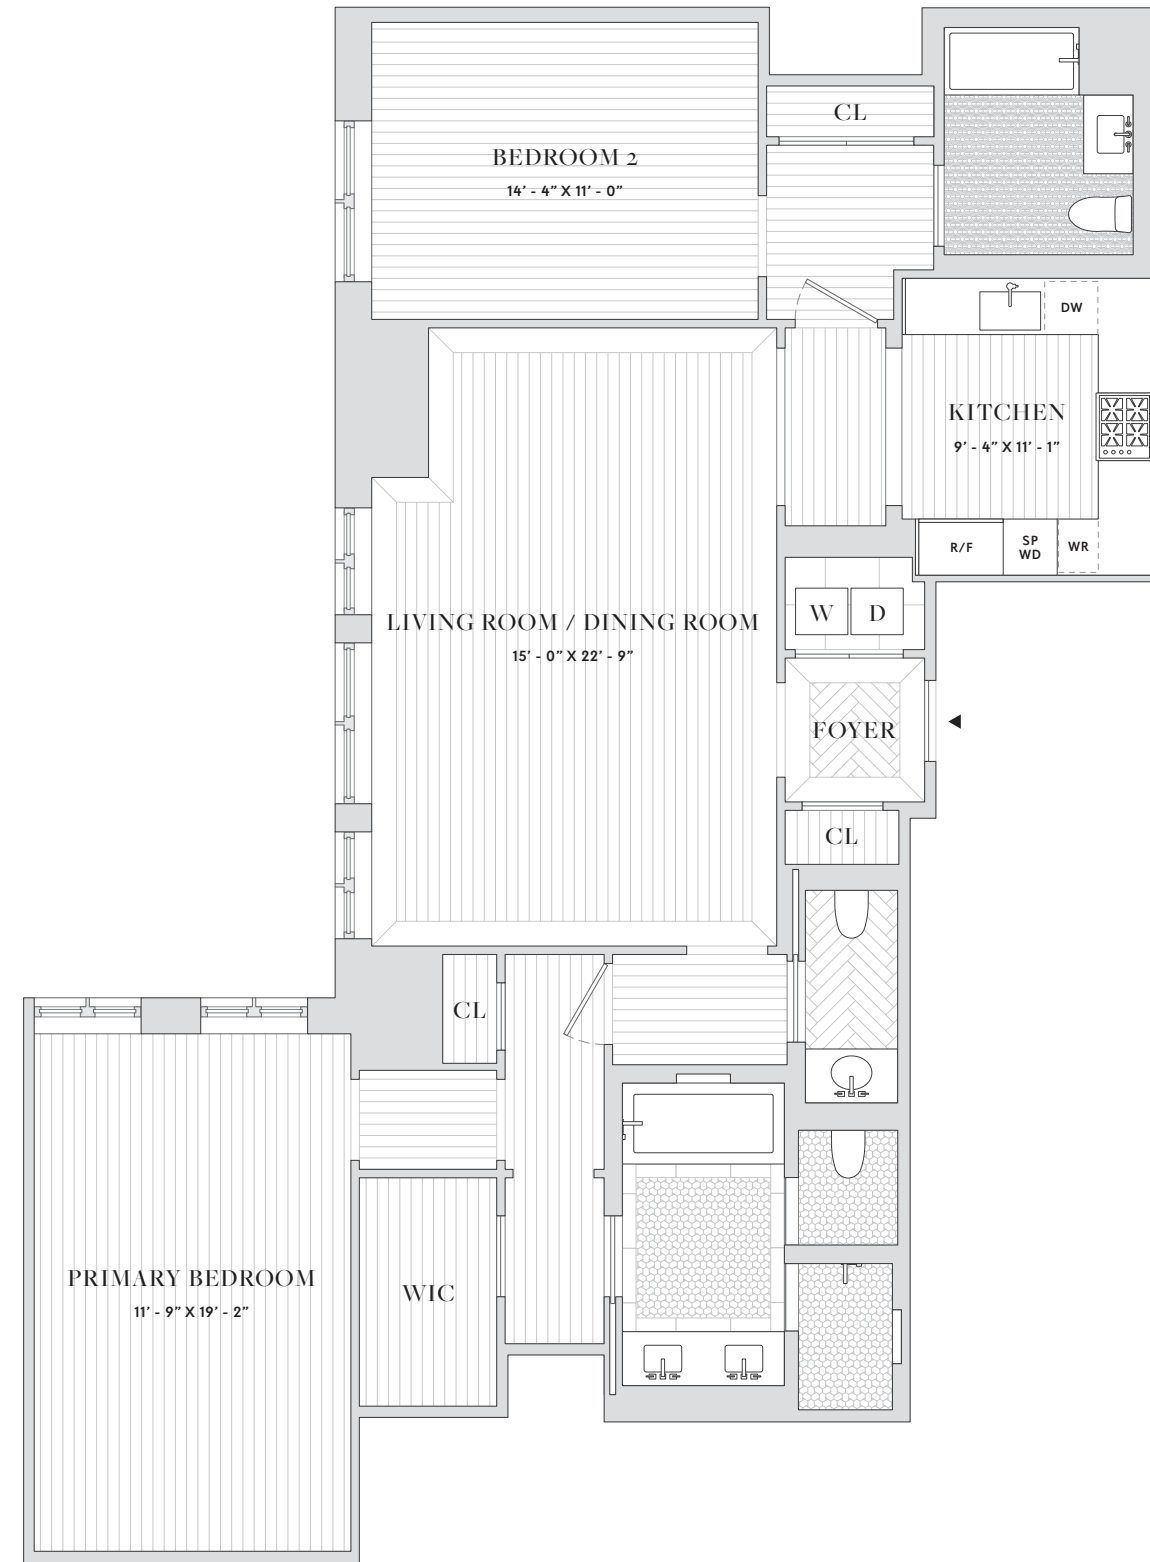 CL
BEDROOM 2
14' - 4" X 11' - 0"
DW
KITCHEN
9' - 4" X 11' - 1"
R/F
SP
WD
WR
W
D
LIVING ROOM / DINING ROOM
15' - 0" X 22' - 9"
FOYER
CL
CL
PRIMARY BEDROOM
11' - 9" X 19' - 2"
WIC